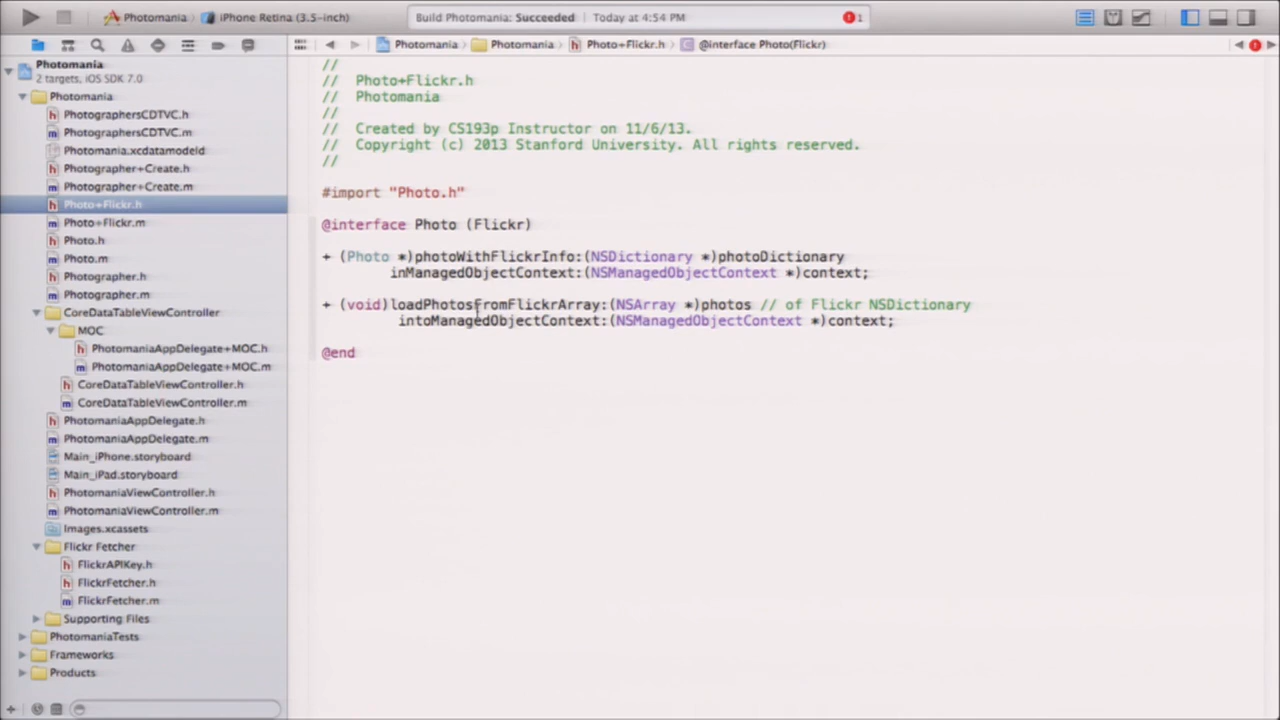 Photomania
iPhone Retina (3.5-inch)
Build Photomania: Succeeded
Today at 4:54 PM
1
Photomania
Photomania
Photo+Flickr.h
@interface Photo(Flickr)
Photomania
2 targets, iOS SDK 7.0
Photomania
PhotographersCDTVC.h
PhotographersCDTVC.m
Photomania.xcdatamodeld
Photographer+Create.h
Photographer+Create.m
Photo+Flickr.h
Photo+Flickr.m
Photo.h
Photo.m
Photographer.h
Photographer.m
CoreDataTableViewController
MOC
PhotomaniaAppDelegate+MOC.h
PhotomaniaAppDelegate+MOC.m
CoreDataTableViewController.h
CoreDataTableViewController.m
PhotomaniaAppDelegate.h
PhotomaniaAppDelegate.m
Main_iPhone.storyboard
Main_iPad.storyboard
PhotomaniaViewController.h
PhotomaniaViewController.m
Images.xcassets
Flickr Fetcher
FlickrAPIKey.h
FlickrFetcher.h
FlickrFetcher.m
Supporting Files
PhotomaniaTests
Frameworks
Products
//
//  Photo+Flickr.h
//  Photomania
//
//  Created by CS193p Instructor on 11/6/13.
//  Copyright (c) 2013 Stanford University. All rights reserved.
//
#import "Photo.h"
@interface Photo (Flickr)
+ (Photo *)photoWithFlickrInfo:(NSDictionary *)photoDictionary
inManagedObjectContext:(NSManagedObjectContext *)context;
+ (void)loadPhotosFromFlickrArray:(NSArray *)photos // of Flickr NSDictionary
intoManagedObjectContext:(NSManagedObjectContext *)context;
@end